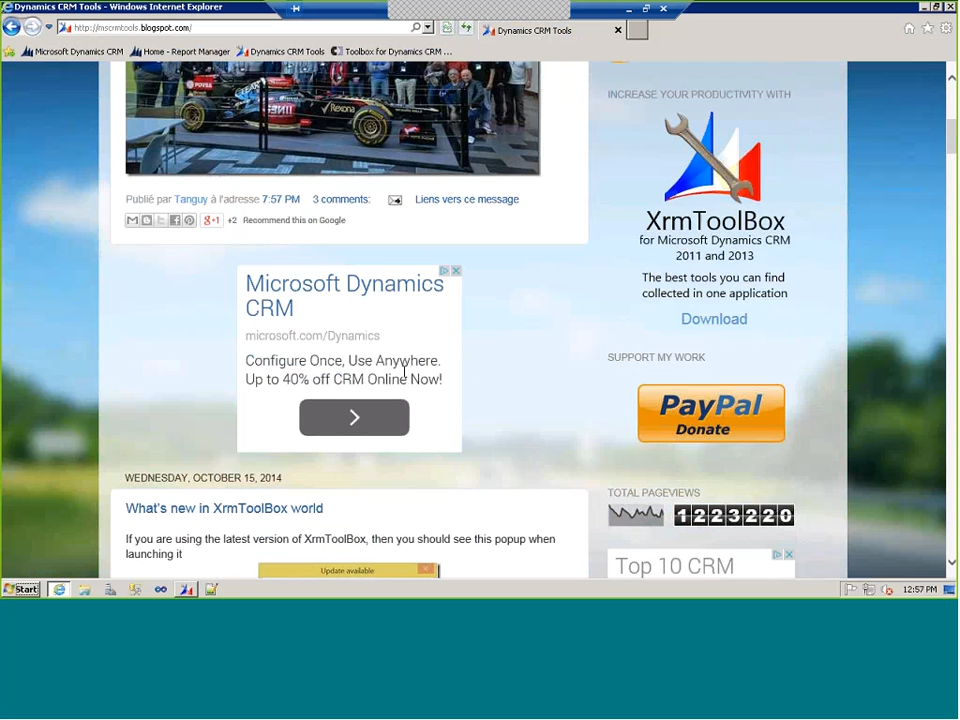 Dynamics CRM Tools - Windows Internet Explorer
http://mscrmtools.blogspot.com/
Dynamics CRM Tools
Microsoft Dynamics CRM
Home - Report Manager
Dynamics CRM Tools
Toolbox for Dynamics CRM ...
Rexona
Publié par Tanguy à l'adresse 7:57 PM 3 comments: Liens vers ce message
g+1 +2 Recommend this on Google
Microsoft Dynamics
CRM
microsoft.com/Dynamics
Configure Once, Use Anywhere.
Up to 40% off CRM Online Now!
WEDNESDAY, OCTOBER 15, 2014
What's new in XrmToolBox world
If you are using the latest version of XrmToolBox, then you should see this popup when
launching it
Update available
INCREASE YOUR PRODUCTIVITY WITH
XrmToolBox
for Microsoft Dynamics CRM
2011 and 2013
The best tools you can find
collected in one application
Download
SUPPORT MY WORK
PayPal
Donate
TOTAL PAGEVIEWS
1223220
Top 10 CRM
Start
12:57 PM